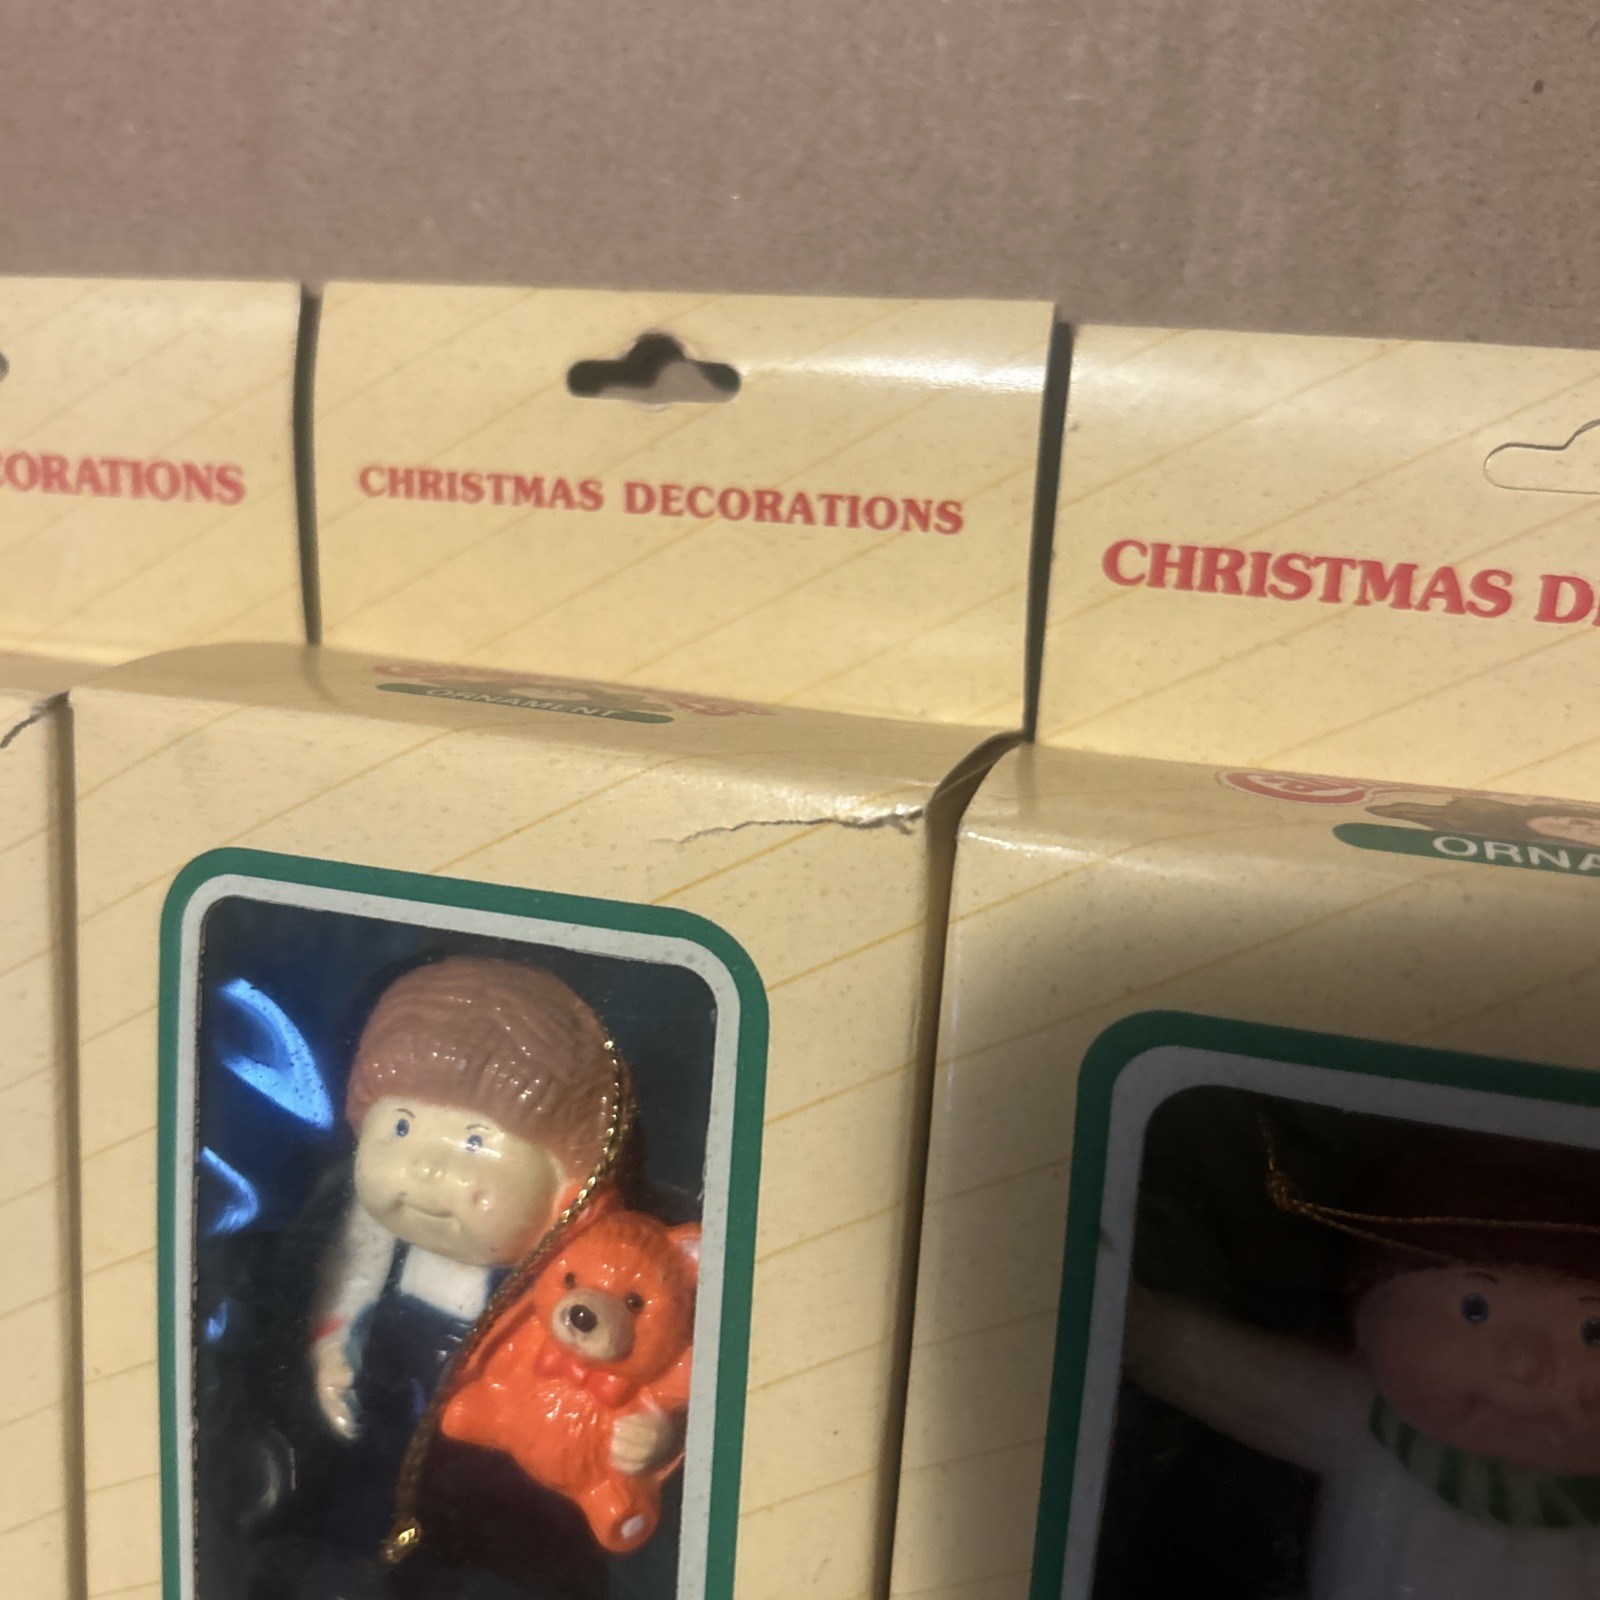 CORATIONS
CHRISTMAS DECORATIONS
CHRISTMAS D
ORNAMENT
ORNA